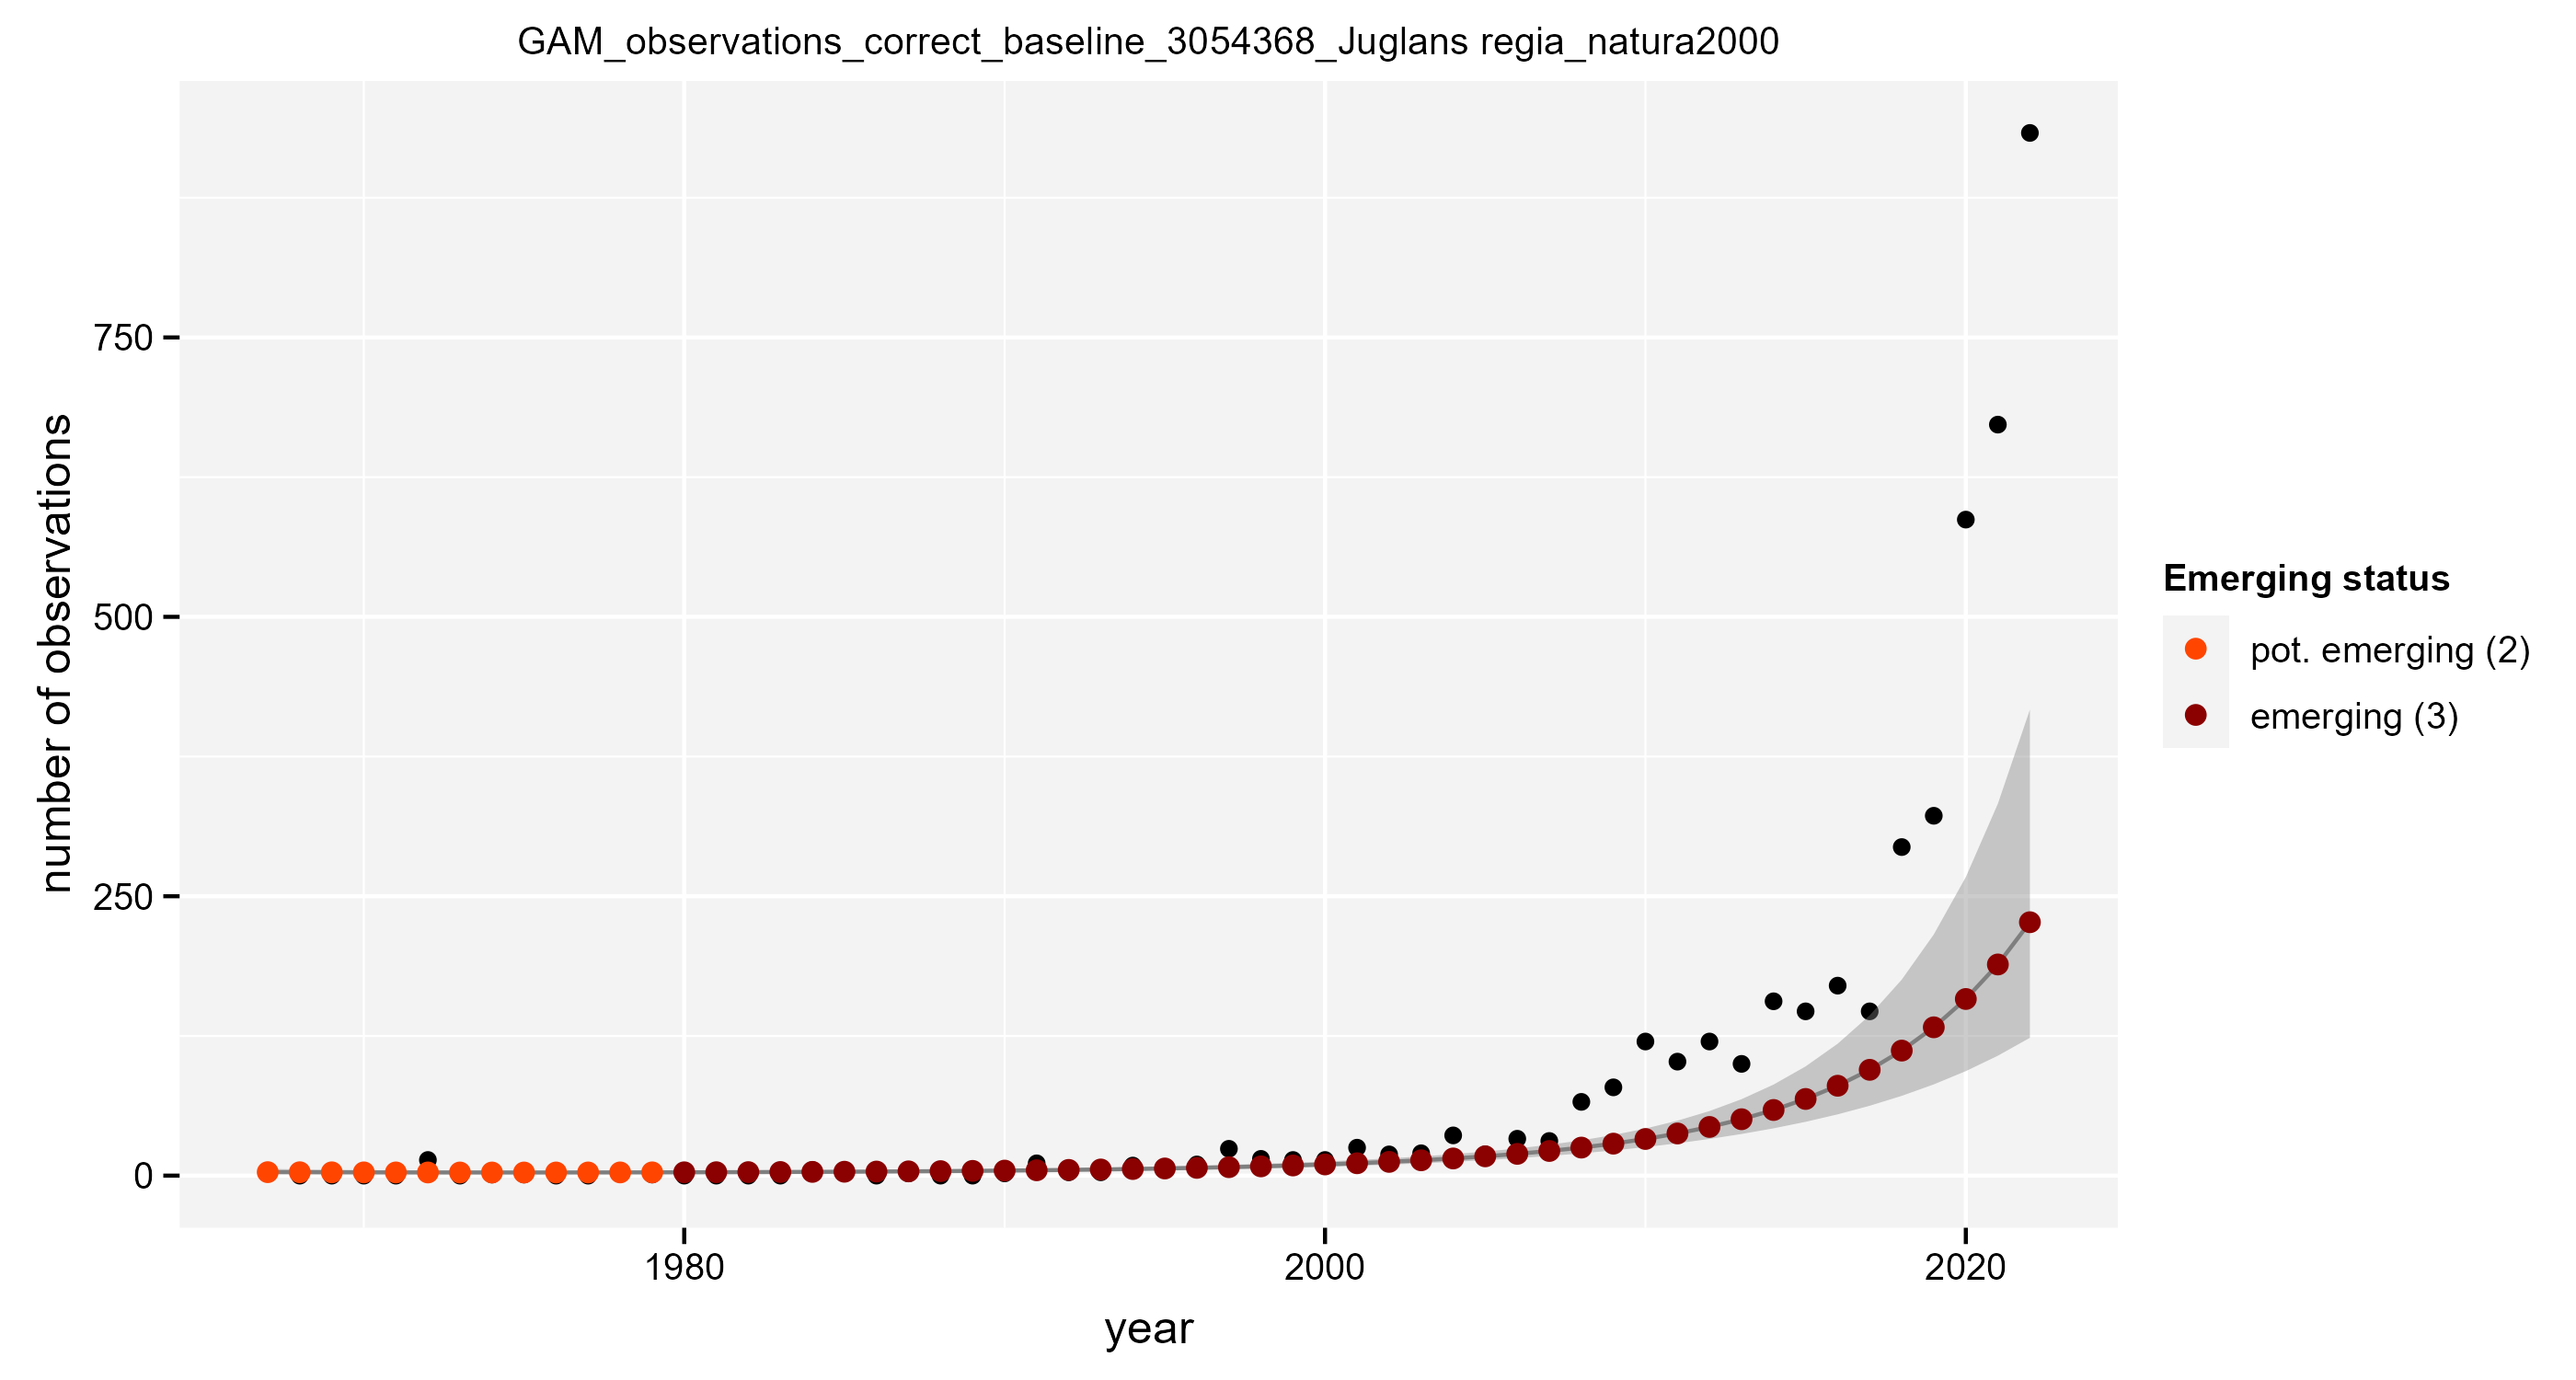 GAM_observations_correct_baseline_3054368_Juglans regia_natura2000
number of observations
750
500
250
0
1980
2000
2020
year
Emerging status
pot. emerging (2)
emerging (3)